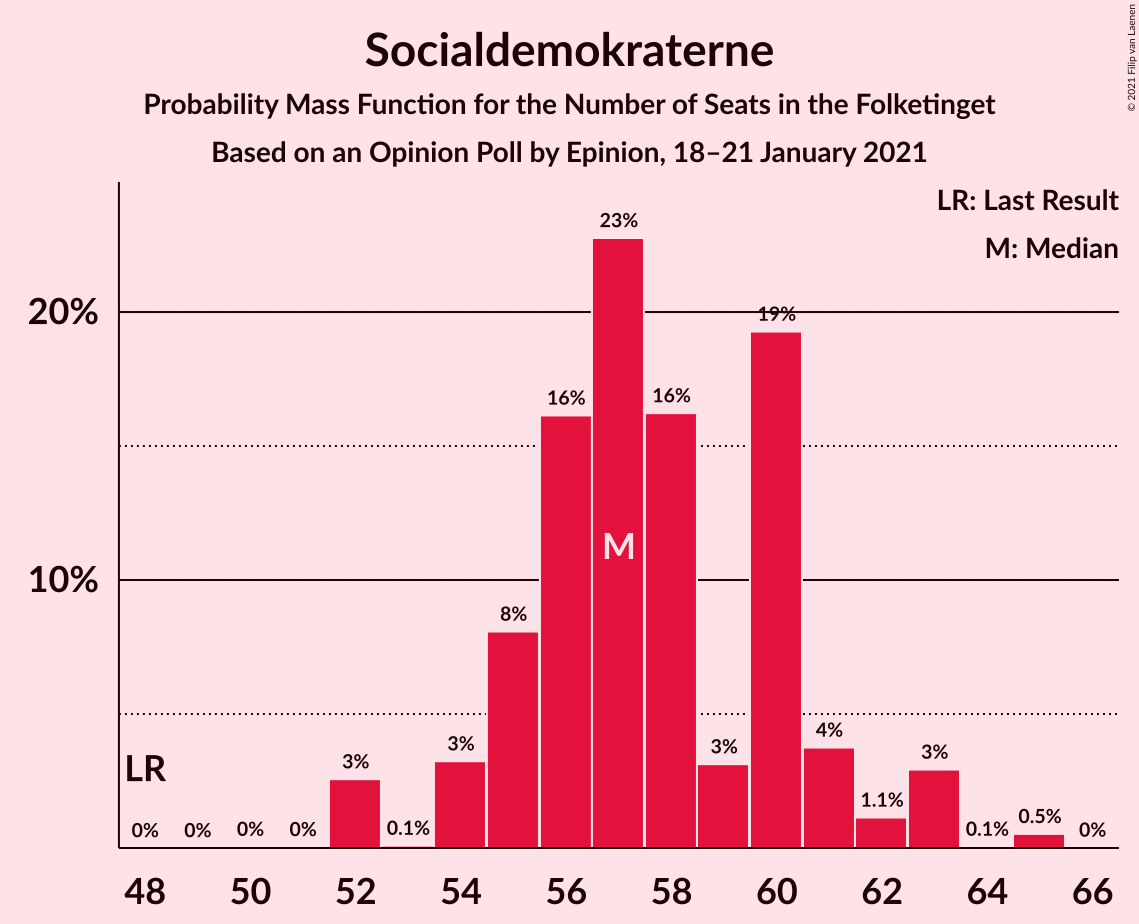 Socialdemokraterne
Probability Mass Function for the Number of Seats in the Folketinget
Based on an Opinion Poll by Epinion, 18–21 January 2021
© 2021 Filip van Laenen
LR: Last Result
M: Median
20%
10%
LR
0%
0%
0%
0%
3%
0.1%
3%
8%
16%
23%
M
16%
3%
19%
4%
1.1%
3%
0.1%
0.5%
0%
48 50 52 54 56 58 60 62 64 66